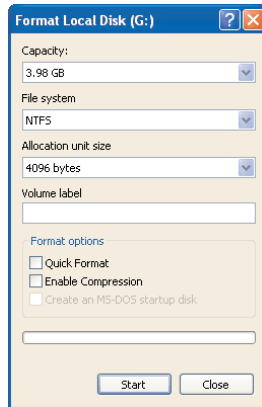 Format Local Disk (G:)
Capacity:
3.98 GB
File system
NTFS
Allocation unit size
4096 bytes
Volume label
Format options
Quick Format
Enable Compression
Create an MS-DOS startup disk
Start Close